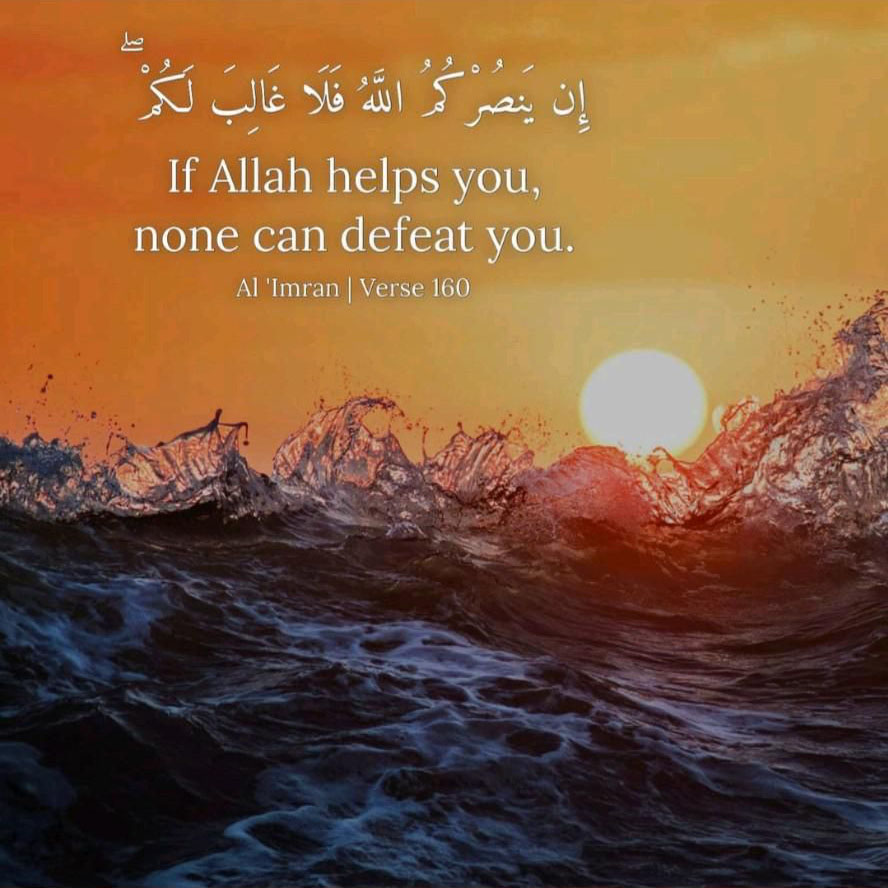 إِن يَنصُرْكُمُ اللَّهُ فَلَا غَالِبَ لَكُمْ ۖ
If Allah helps you,
none can defeat you.
Al 'Imran | Verse 160